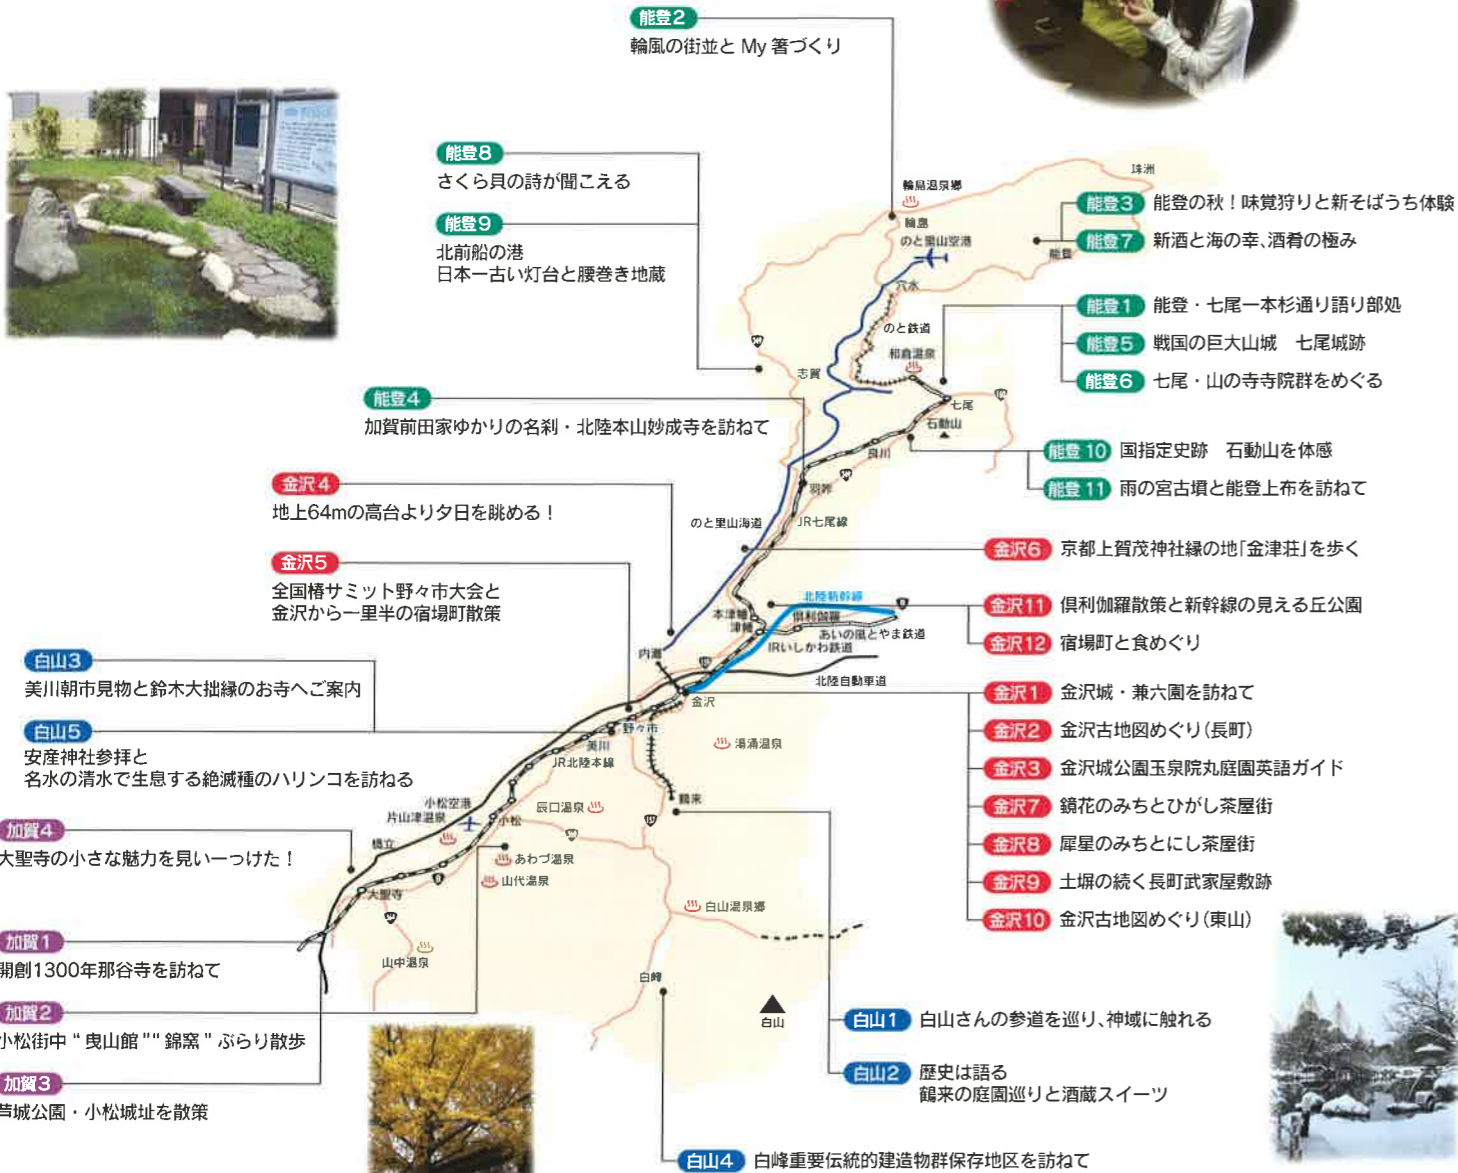 能登2
輪風の街並と My 箸づくり
能登8
さくら貝の詩が聞こえる
能登9
北前船の港
日本一古い灯台と腰巻き地蔵
能登4
加賀前田家ゆかりの名刹・北陸本山妙成寺を訪ねて
金沢4
地上64mの高台より夕日を眺める！
金沢5
全国椿サミット野々市大会と
金沢から一里半の宿場町散策
白山3
美川朝市見物と鈴木大拙縁のお寺へご案内
白山5
安産神社参拝と
名水の清水で生息する絶滅種のハリンコを訪ねる
加賀4
大聖寺の小さな魅力を見いーつけた！
加賀1
開創1300年那谷寺を訪ねて
加賀2
小松街中 “ 曳山館 ”“ 錦窯 ” ぶらり散歩
加賀3
芦城公園・小松城址を散策
珠洲
輪島温泉郷
輪島
のと里山空港
能登
穴水
のと鉄道
和倉温泉
志賀
七尾
石動山
良川
羽咋
のと里山海道
JR七尾線
北陸新幹線
本津幡
津幡
倶利伽羅
あいの風とやま鉄道
IRいしかわ鉄道
内灘
北陸自動車道
金沢
野々市
美川
JR北陸本線
湯涌温泉
鶴来
小松空港
片山津温泉
辰口温泉
小松
橋立
あわづ温泉
山代温泉
大聖寺
白山温泉郷
山中温泉
白峰
白山
能登3 能登の秋！味覚狩りと新そばうち体験
能登7 新酒と海の幸、酒肴の極み
能登1 能登・七尾一本杉通り語り部処
能登5 戦国の巨大山城　七尾城跡
能登6 七尾・山の寺寺院群をめぐる
能登10 国指定史跡　石動山を体感
能登11 雨の宮古墳と能登上布を訪ねて
金沢6 京都上賀茂神社縁の地「金津荘」を歩く
金沢11 倶利伽羅散策と新幹線の見える丘公園
金沢12 宿場町と食めぐり
金沢1 金沢城・兼六園を訪ねて
金沢2 金沢古地図めぐり（長町）
金沢3 金沢城公園玉泉院丸庭園英語ガイド
金沢7 鏡花のみちとひがし茶屋街
金沢8 犀星のみちとにし茶屋街
金沢9 土塀の続く長町武家屋敷跡
金沢10 金沢古地図めぐり（東山）
白山1 白山さんの参道を巡り、神域に触れる
白山2 歴史は語る
鶴来の庭園巡りと酒蔵スイーツ
白山4 白峰重要伝統的建造物群保存地区を訪ねて